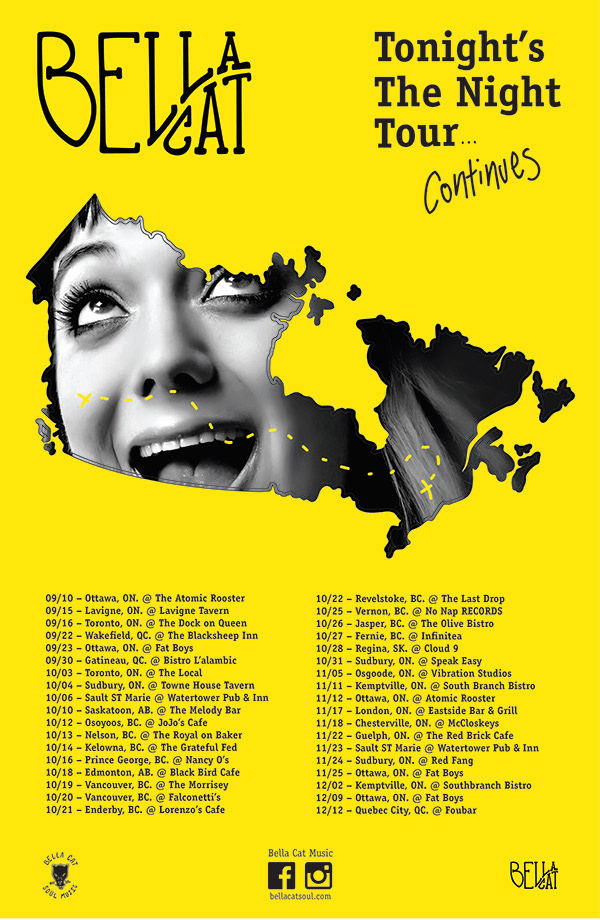 BELLA
CAT
Tonight's
The Night
Tour...
Continues
09/10 – Ottawa, ON. @ The Atomic Rooster
09/15 – Lavigne, ON. @ Lavigne Tavern
09/16 – Toronto, ON. @ The Dock on Queen
09/22 – Wakefield, QC. @ The Blacksheep Inn
09/23 – Ottawa, ON. @ Fat Boys
09/30 – Gatineau, QC. @ Bistro L'alambic
10/03 – Toronto, ON. @ The Local
10/04 – Sudbury, ON. @ Towne House Tavern
10/06 – Sault ST Marie @ Watertower Pub & Inn
10/10 – Saskatoon, AB. @ The Melody Bar
10/12 – Osoyoos, BC. @ JoJo's Cafe
10/13 – Nelson, BC. @ The Royal on Baker
10/14 – Kelowna, BC. @ The Grateful Fed
10/16 – Prince George, BC. @ Nancy O's
10/18 – Edmonton, AB. @ Black Bird Cafe
10/19 – Vancouver, BC. @ The Morrisey
10/20 – Vancouver, BC. @ Falconetti's
10/21 – Enderby, BC. @ Lorenzo's Cafe
10/22 – Revelstoke, BC. @ The Last Drop
10/25 – Vernon, BC. @ No Nap RECORDS
10/26 – Jasper, BC. @ The Olive Bistro
10/27 – Fernie, BC. @ Infinitea
10/28 – Regina, SK. @ Cloud 9
10/31 – Sudbury, ON. @ Speak Easy
11/05 – Osgoode, ON. @ Vibration Studios
11/11 – Kemptville, ON. @ South Branch Bistro
11/12 – Ottawa, ON. @ Atomic Rooster
11/17 – London, ON. @ Eastside Bar & Grill
11/18 – Chesterville, ON. @ McCloskeys
11/22 – Guelph, ON. @ The Red Brick Cafe
11/23 – Sault ST Marie @ Watertower Pub & Inn
11/24 – Sudbury, ON. @ Red Fang
11/25 – Ottawa, ON. @ Fat Boys
12/02 – Kemptville, ON. @ Southbranch Bistro
12/09 – Ottawa, ON. @ Fat Boys
12/12 – Quebec City, QC. @ Foubar
BELLA CAT
SOUL MUSIC
Bella Cat Music
bellacatsoul.com
BELLA
CAT